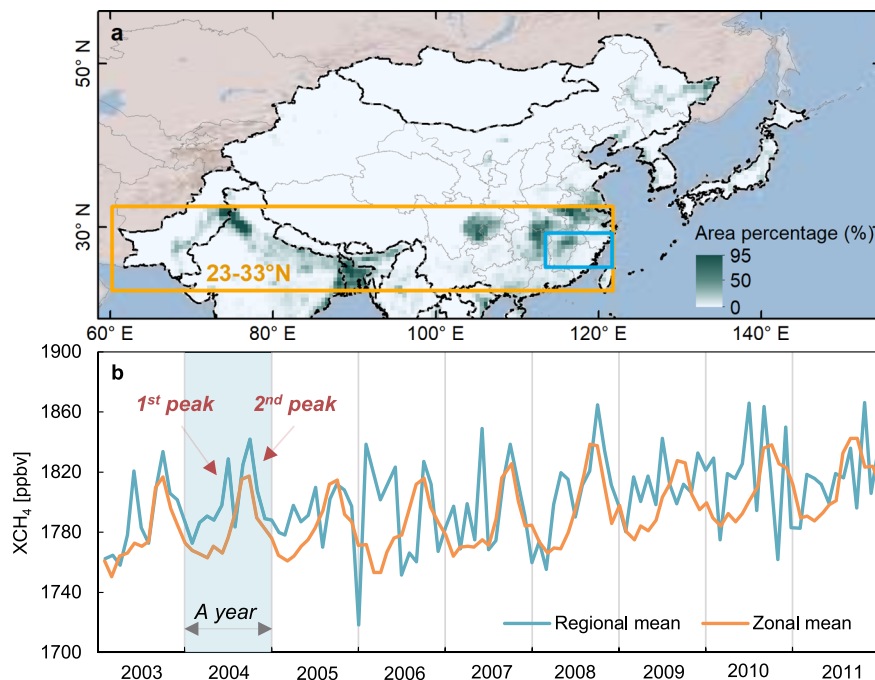 a
50° N
30° N
23-33°N
Area percentage (%)
95
50
0
60° E
80° E
100° E
120° E
140° E
b
XCH₄ [ppbv]
1900
1860
1820
1780
1740
1700
1st peak
2nd peak
A year
Regional mean
Zonal mean
2003
2004
2005
2006
2007
2008
2009
2010
2011